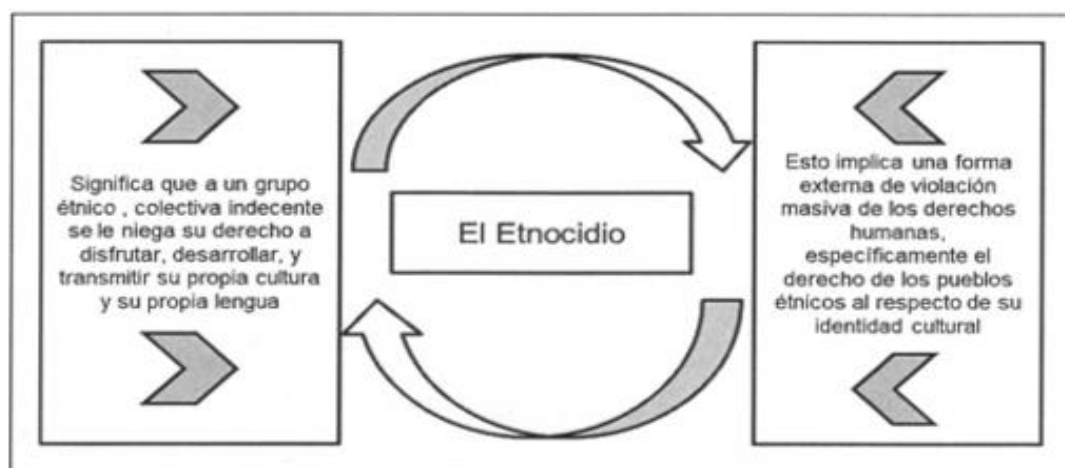 Significa que a un grupo
étnico , colectiva indecente
se le niega su derecho a
disfrutar, desarrollar, y
transmitir su propia cultura
y su propia lengua
El Etnocidio
Esto implica una forma
externa de violación
masiva de los derechos
humanas,
específicamente el
derecho de los pueblos
étnicos al respecto de su
identidad cultural